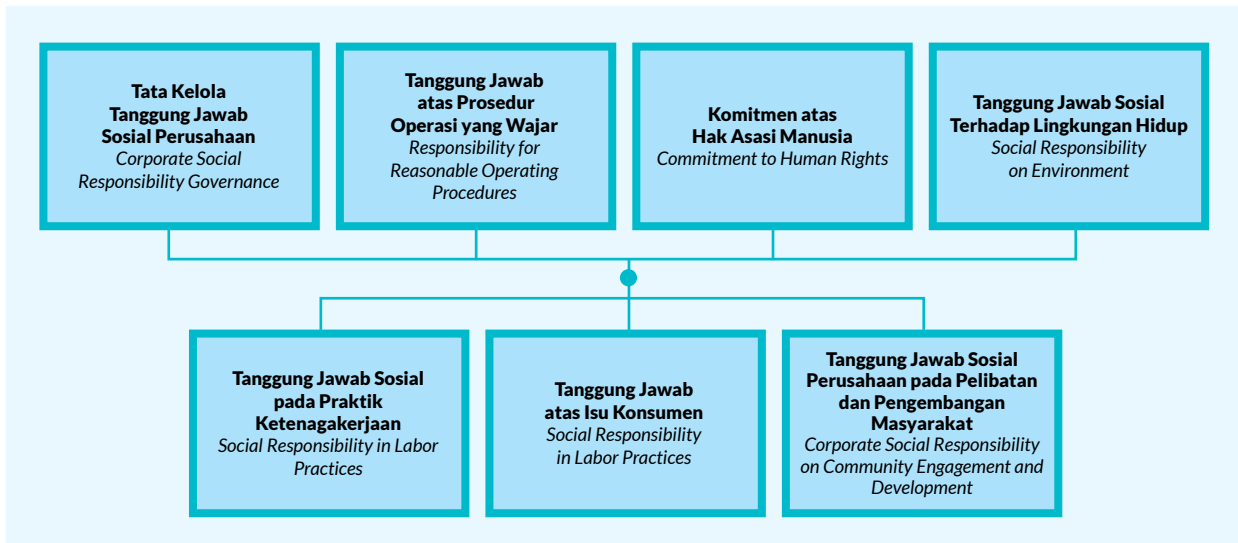 Tata Kelola
Tanggung Jawab
Sosial Perusahaan
Corporate Social
Responsibility Governance
Tanggung Jawab
atas Prosedur
Operasi yang Wajar
Responsibility for
Reasonable Operating
Procedures
Komitmen atas
Hak Asasi Manusia
Commitment to Human Rights
Tanggung Jawab Sosial
Terhadap Lingkungan Hidup
Social Responsibility
on Environment
Tanggung Jawab Sosial
pada Praktik
Ketenagakerjaan
Social Responsibility in Labor
Practices
Tanggung Jawab
atas Isu Konsumen
Social Responsibility
in Labor Practices
Tanggung Jawab Sosial
Perusahaan pada Pelibatan
dan Pengembangan
Masyarakat
Corporate Social Responsibility
on Community Engagement and
Development